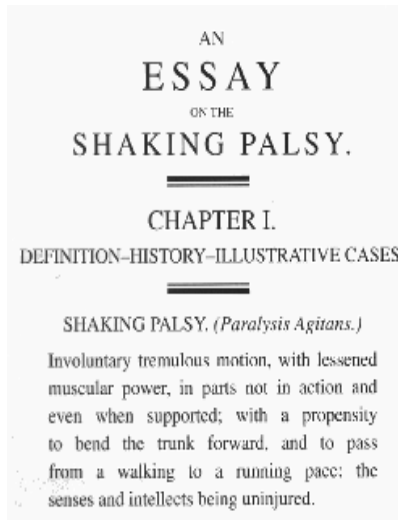 AN
ESSAY
ON THE
SHAKING PALSY.
CHAPTER I.
DEFINITION–HISTORY–ILLUSTRATIVE CASES
SHAKING PALSY. (Paralysis Agitans.)
Involuntary tremulous motion, with lessened
muscular power, in parts not in action and
even when supported; with a propensity
to bend the trunk forward, and to pass
from a walking to a running pace: the
senses and intellects being uninjured.